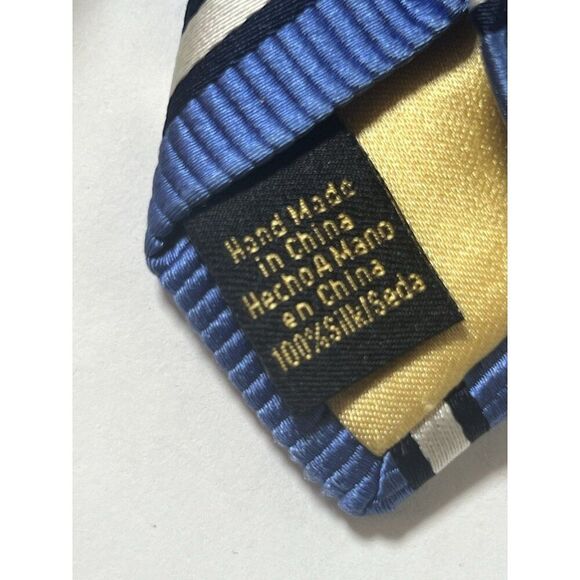 Hand Made
in China
Hecho A Mano
en China
100%Silk/Seda